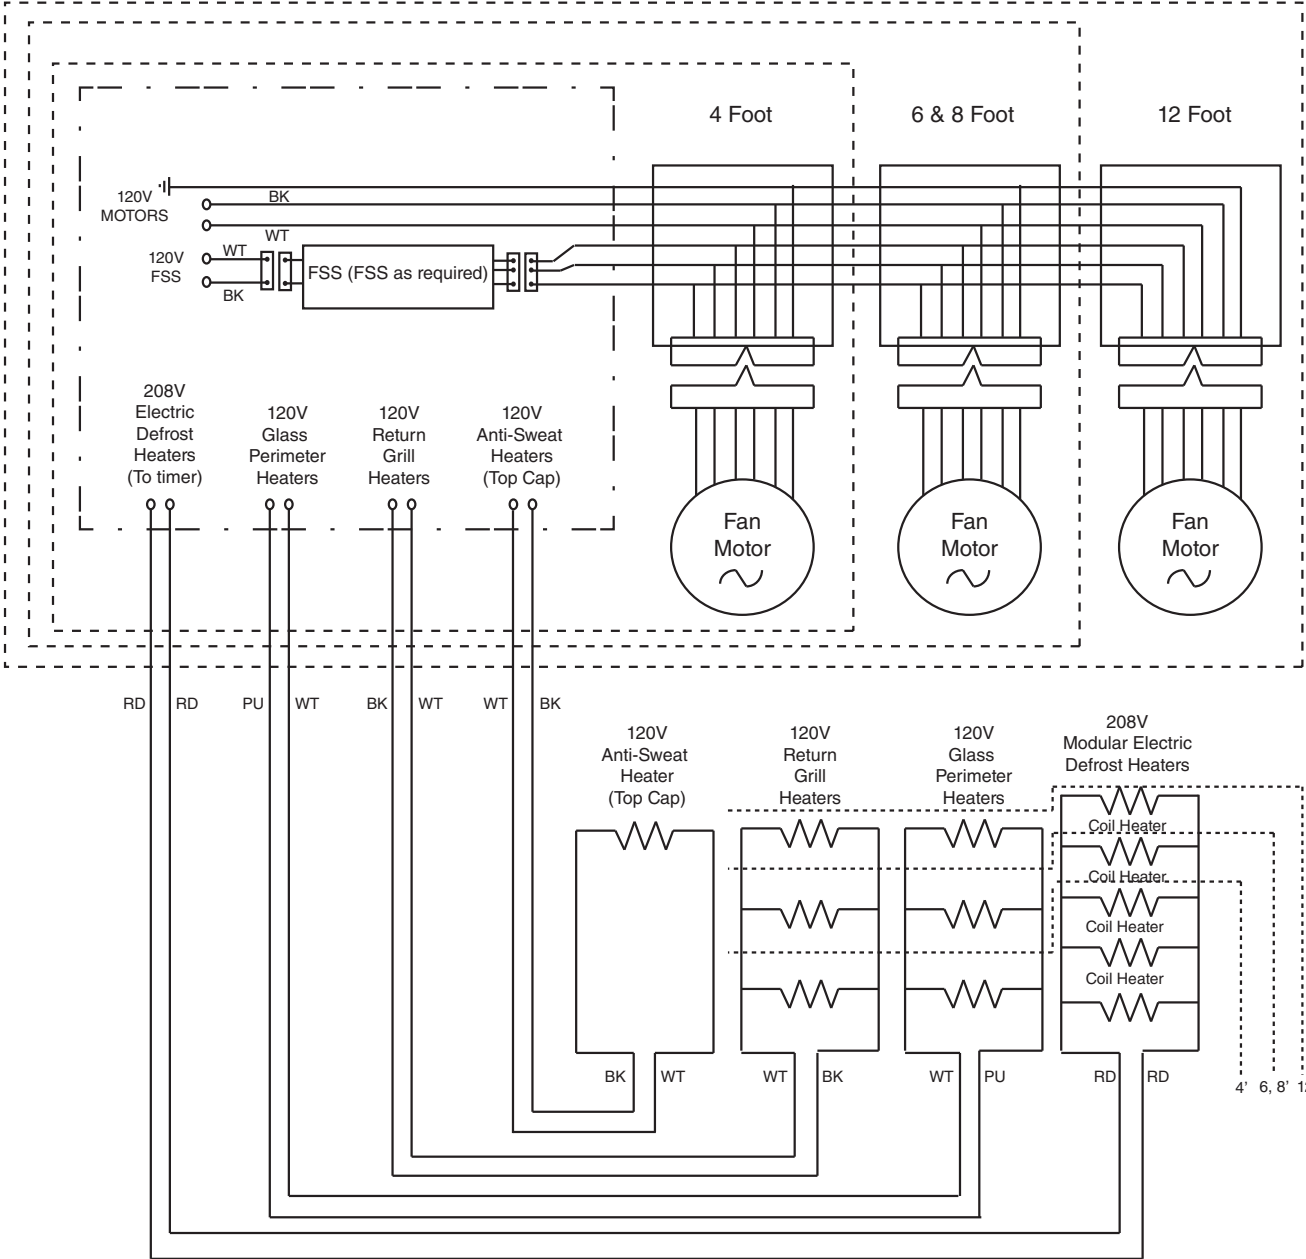 4 Foot
6 & 8 Foot
12 Foot
120V
MOTORS
BK
WT
120V
FSS
WT
BK
FSS (FSS as required)
208V
Electric
Defrost
Heaters
(To timer)
120V
Glass
Perimeter
Heaters
120V
Return
Grill
Heaters
120V
Anti-Sweat
Heaters
(Top Cap)
Fan
Motor
Fan
Motor
Fan
Motor
RD
RD
PU
WT
BK
WT
WT
BK
120V
Anti-Sweat
Heater
(Top Cap)
120V
Return
Grill
Heaters
120V
Glass
Perimeter
Heaters
208V
Modular Electric
Defrost Heaters
Coil Heater
Coil Heater
Coil Heater
Coil Heater
BK
WT
WT
BK
WT
PU
RD
RD
4’
6, 8’